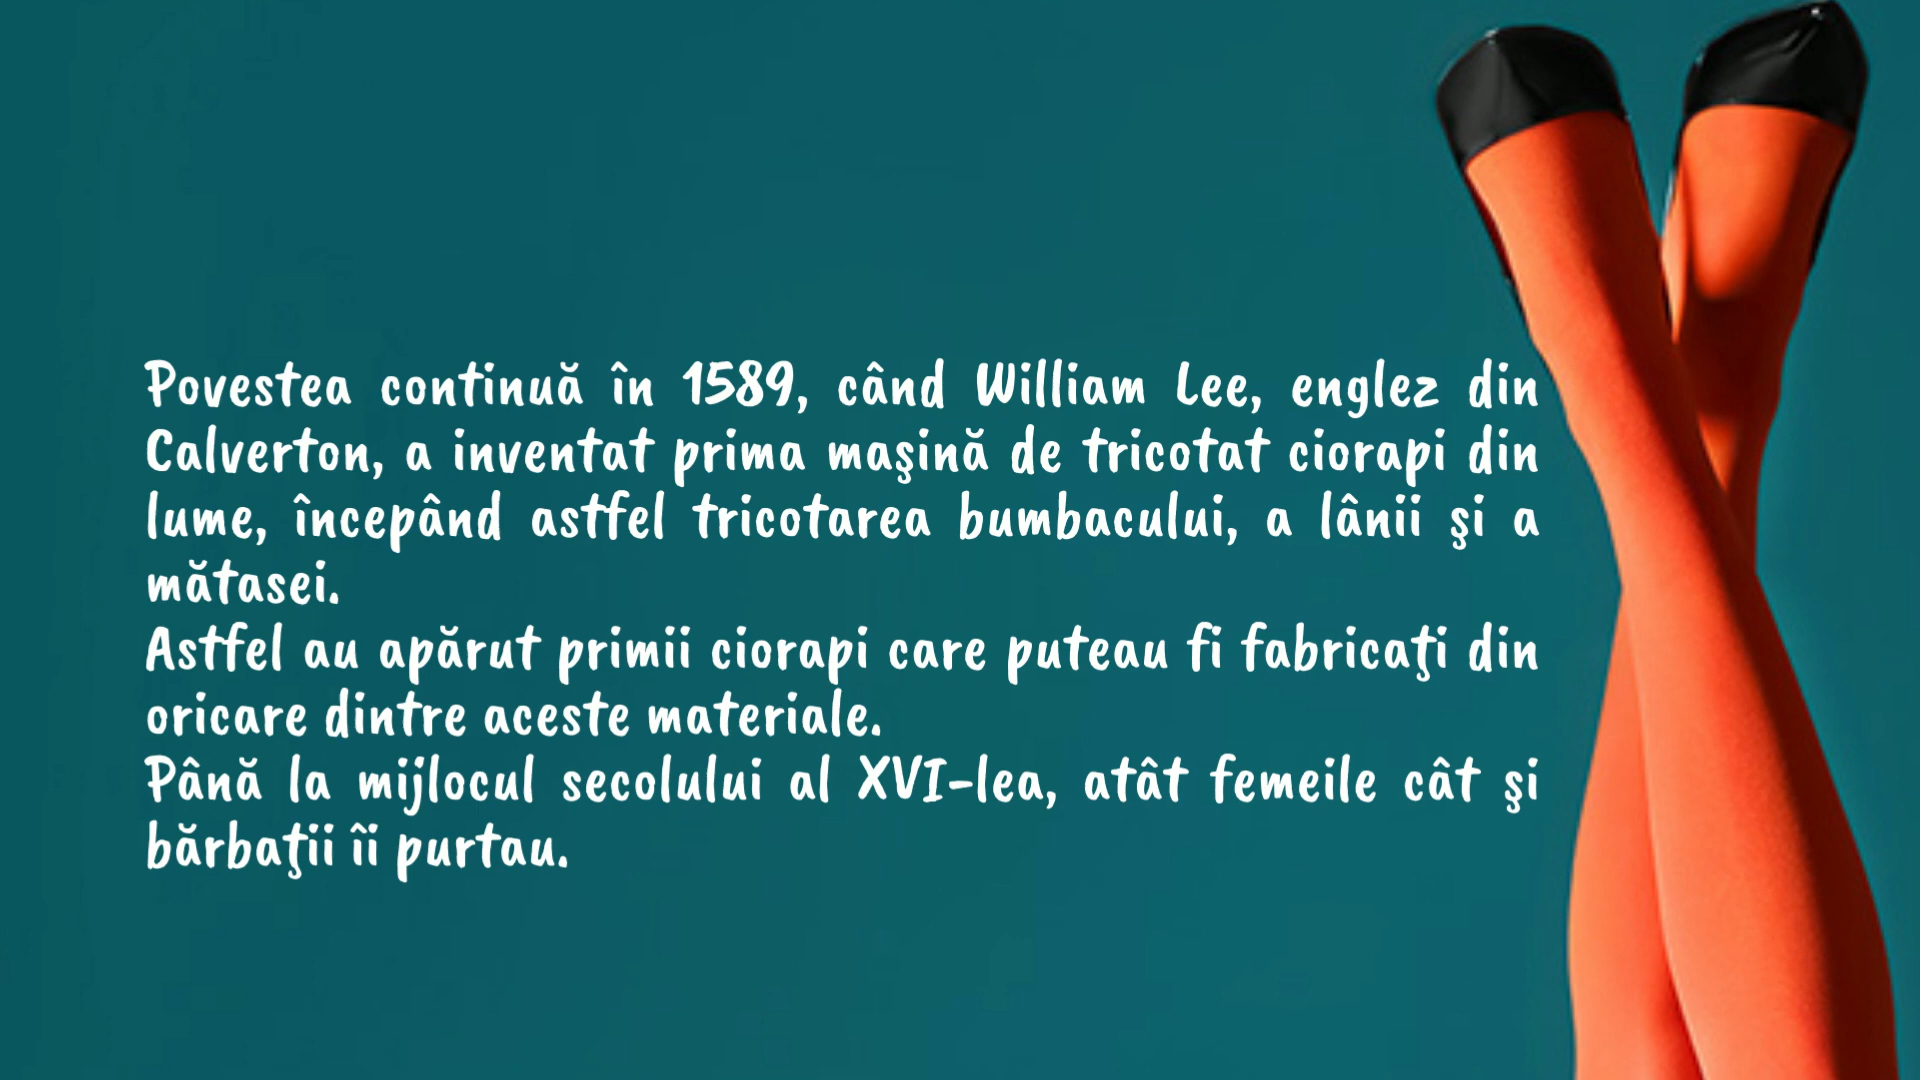 Povestea continuă în 1589, când William Lee, englez din
Calverton, a inventat prima maşină de tricotat ciorapi din
lume, începând astfel tricotarea bumbacului, a lânii şi a
mătasei.
Astfel au apărut primii ciorapi care puteau fi fabricaţi din
oricare dintre aceste materiale.
Până la mijlocul secolului al XVI-lea, atât femeile cât şi
bărbaţii îi purtau.